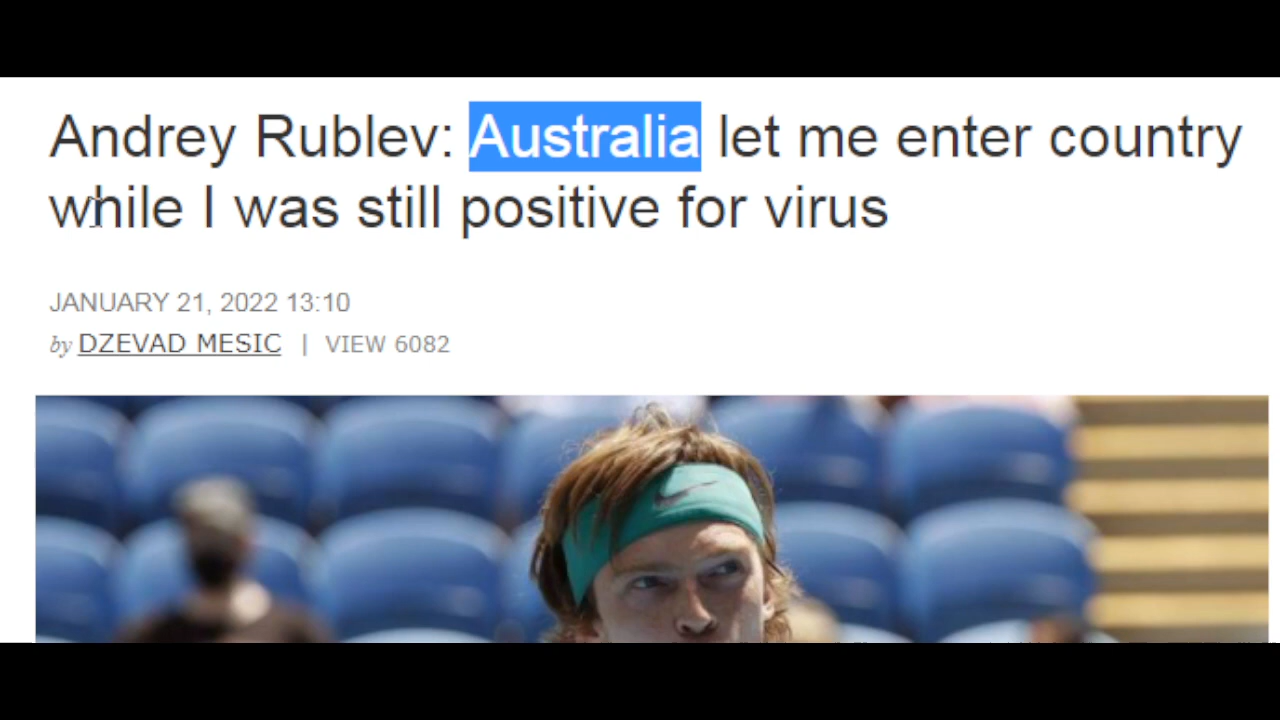 Andrey Rublev: Australia let me enter country
while I was still positive for virus
JANUARY 21, 2022 13:10
by DZEVAD MESIC | VIEW 6082